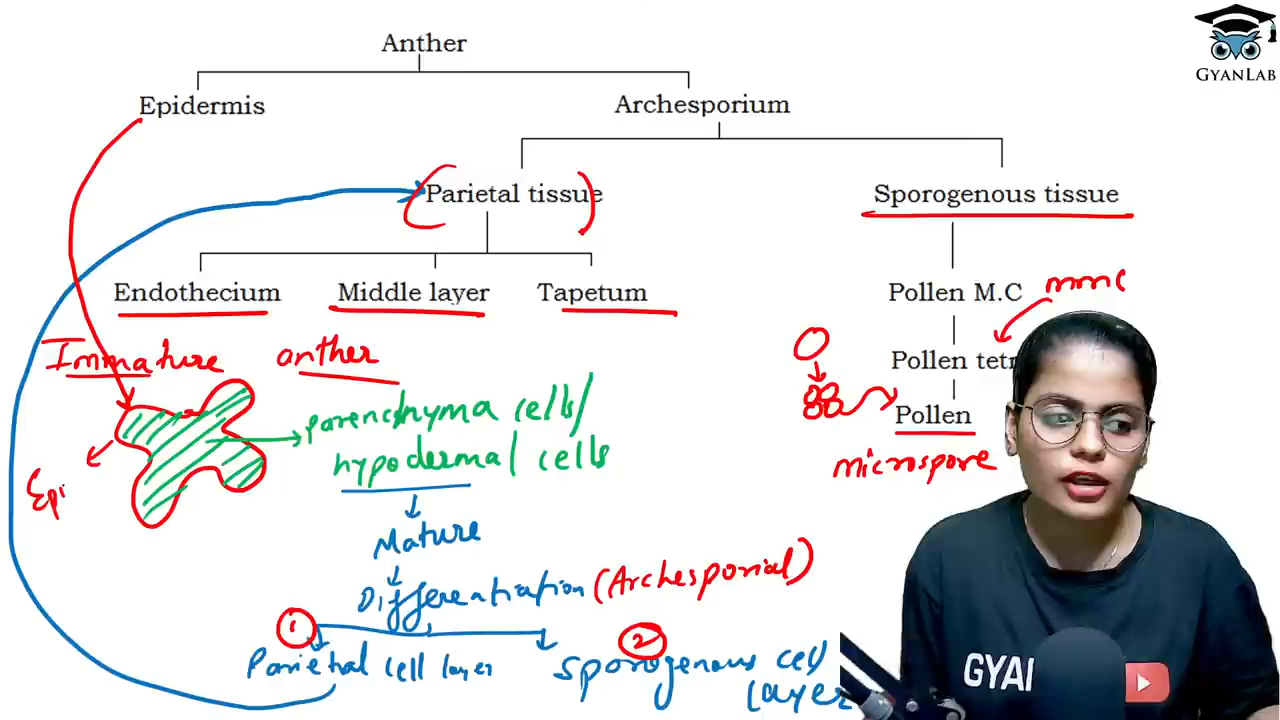 GYANLAB
Anther
Epidermis
Archesporium
Parietal tissue
Sporogenous tissue
Endothecium
Middle layer
Tapetum
Pollen M.C
mmc
Pollen tetr
Pollen
microspore
Immature anther
parenchyma cells/
hypodermal cells
Epi
Mature
Differentiation (Archesporial)
1
2
Parietal cell layer
Sporogenous cell
layer
GYAN